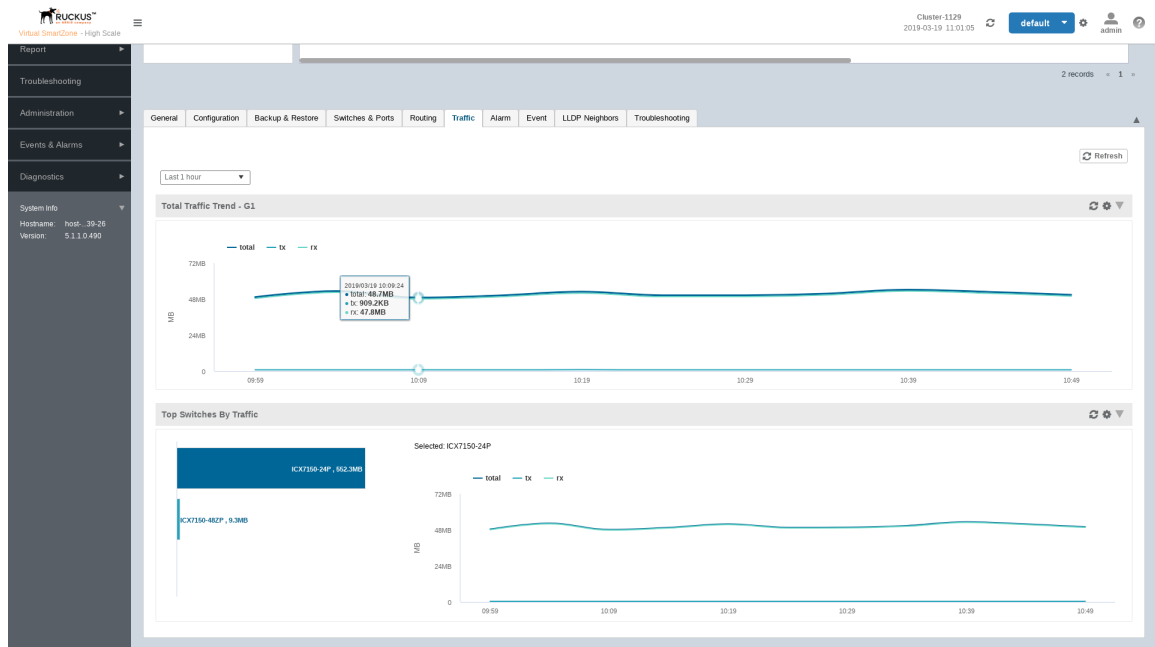 RUCKUS™
Virtual SmartZone - High Scale
Cluster-1129
2019-03-19 11:01:05
default
admin
?
Report
Troubleshooting
Administration
Events & Alarms
Diagnostics
System Info
Hostname: host-..39-26
Version: 5.1.1.0.490
2 records « 1 »
General Configuration Backup & Restore Switches & Ports Routing Traffic Alarm Event LLDP Neighbors Troubleshooting
Refresh
Last 1 hour
Total Traffic Trend - G1
total tx rx
72MB
48MB
24MB
0
MB
2019/03/19 10:09:24
total: 48.7MB
tx: 909.2KB
rx: 47.8MB
09:59 10:09 10:19 10:29 10:39 10:49
Top Switches By Traffic
ICX7150-24P , 552.3MB
ICX7150-48ZP , 9.3MB
Selected: ICX7150-24P
total tx rx
72MB
48MB
24MB
0
MB
09:59 10:09 10:19 10:29 10:39 10:49